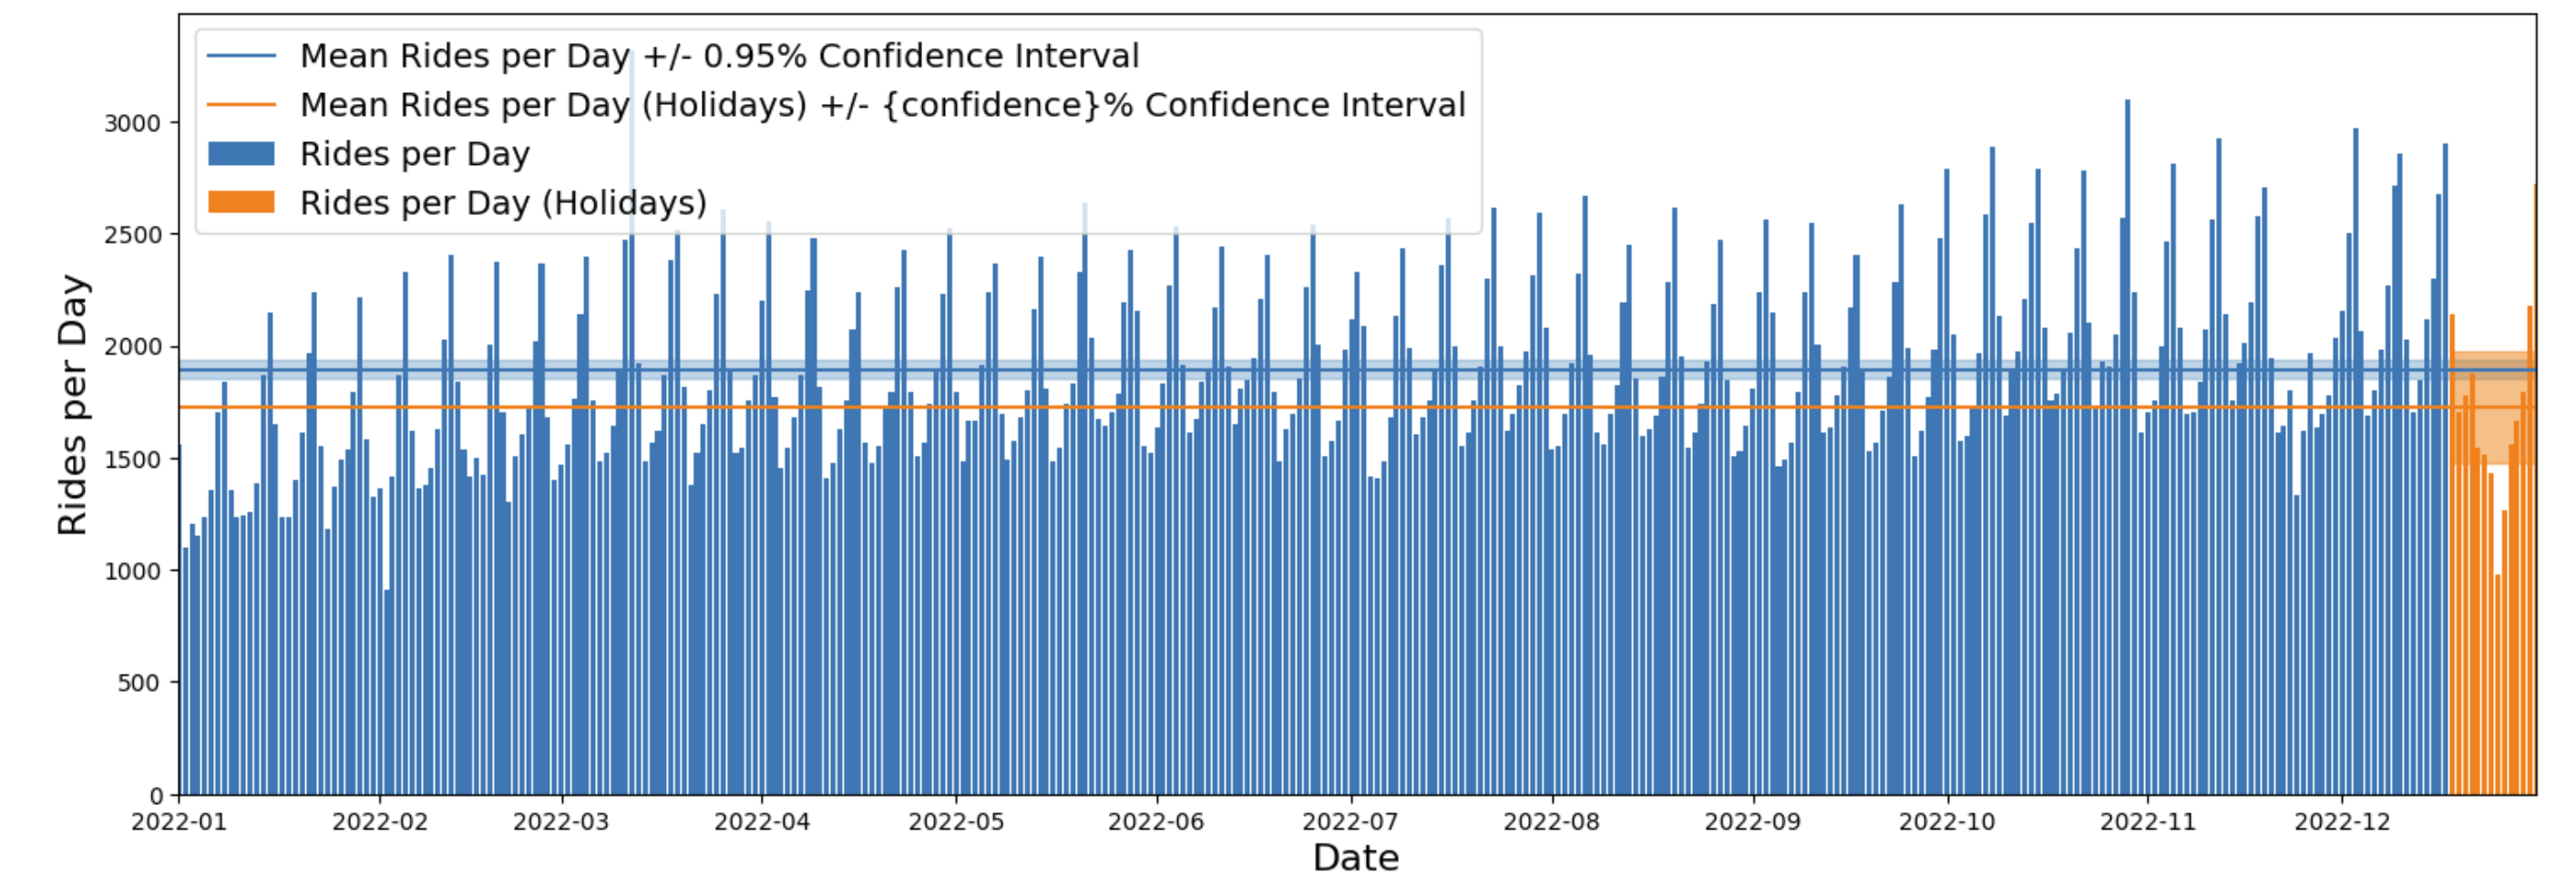 Mean Rides per Day +/- 0.95% Confidence Interval
Mean Rides per Day (Holidays) +/- {confidence}% Confidence Interval
Rides per Day
Rides per Day (Holidays)
3000
2500
2000
1500
1000
500
0
Rides per Day
2022-01 2022-02 2022-03 2022-04 2022-05 2022-06 2022-07 2022-08 2022-09 2022-10 2022-11 2022-12
Date